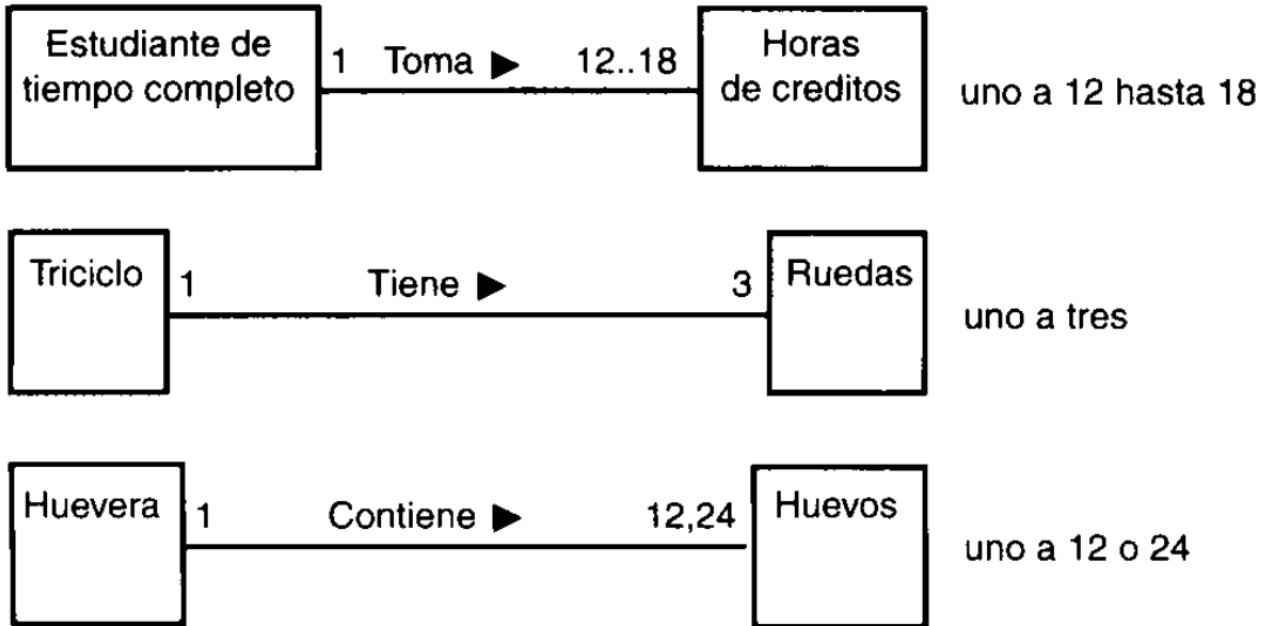 Estudiante de
tiempo completo
1 Toma ▶ 12..18
Horas
de creditos
uno a 12 hasta 18
Triciclo
1 Tiene ▶ 3
Ruedas
uno a tres
Huevera
1 Contiene ▶ 12,24
Huevos
uno a 12 o 24